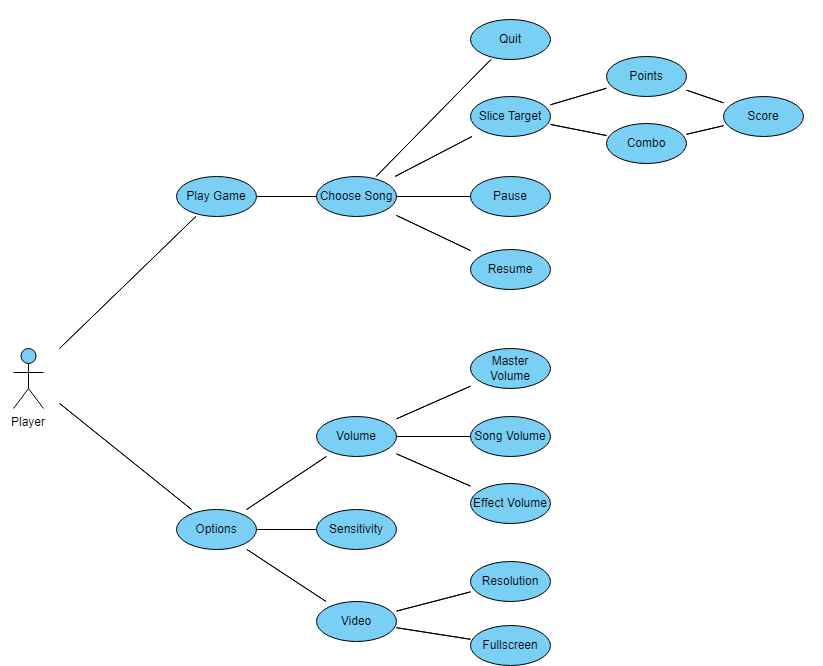 Quit
Points
Slice Target
Score
Combo
Play Game
Choose Song
Pause
Resume
Master
Volume
Player
Volume
Song Volume
Effect Volume
Options
Sensitivity
Resolution
Video
Fullscreen